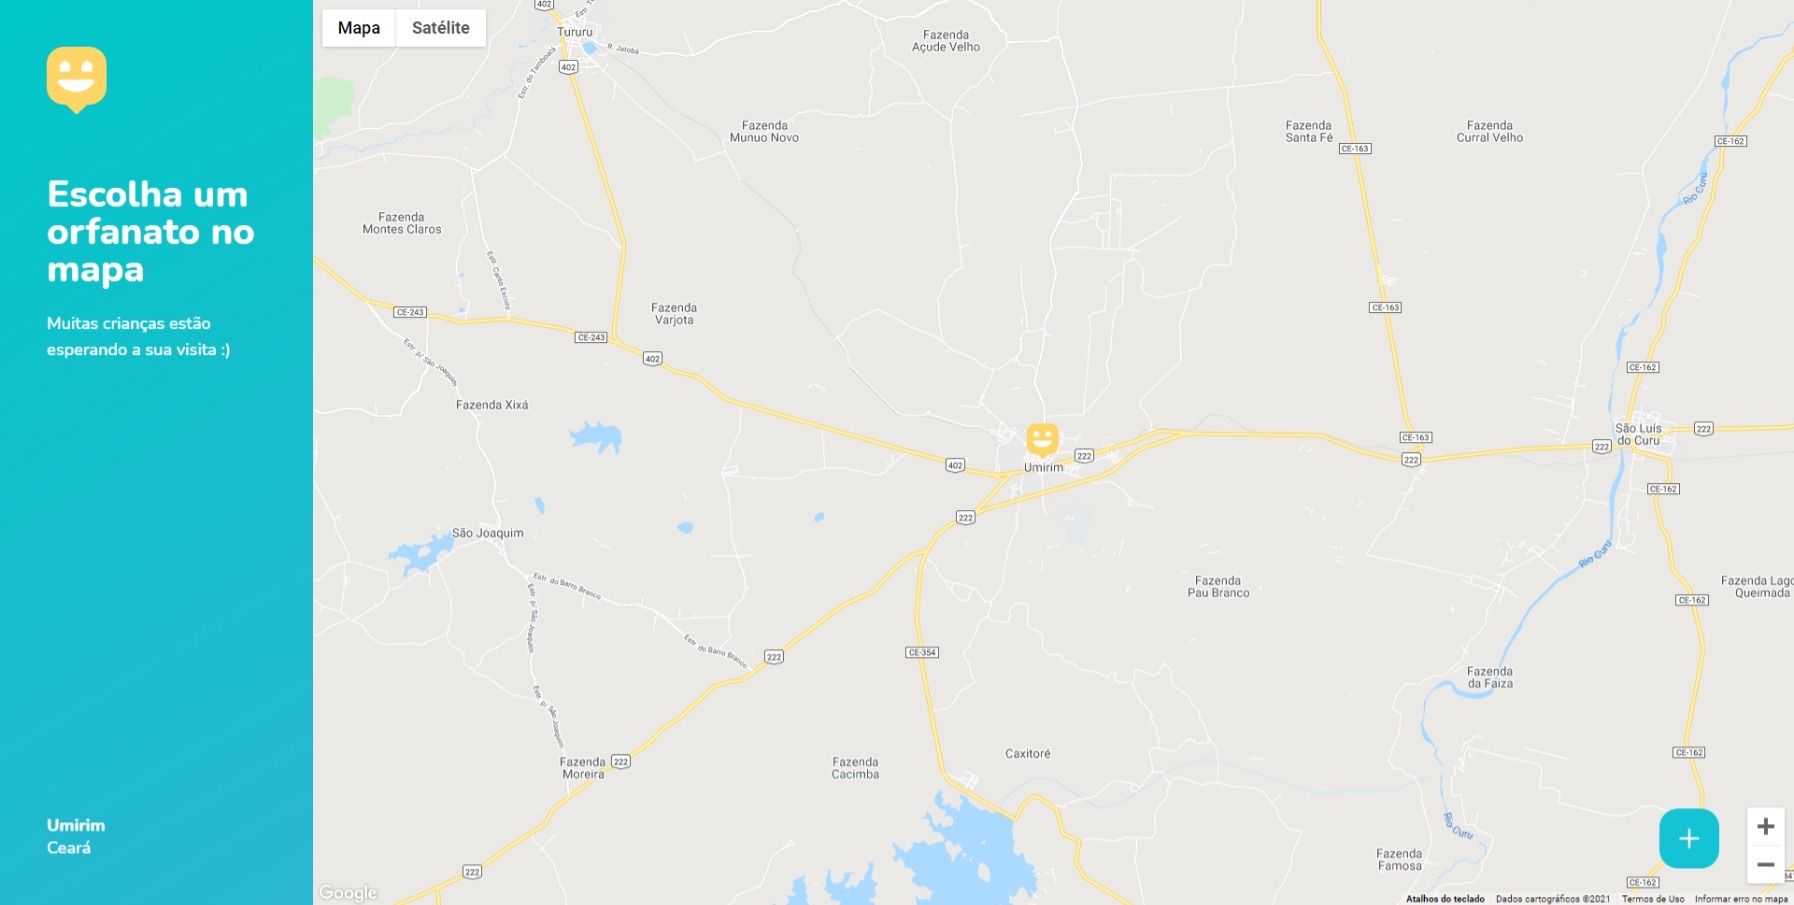 Escolha um
orfanato no
mapa
Muitas crianças estão
esperando a sua visita :)
Umirim
Ceará
Mapa
Satélite
402
Tururu
R. Jatobá
402
Estr. do Tamboatá
Fazenda
Açude Velho
Fazenda
Munuo Novo
Fazenda
Santa Fé
Fazenda
Curral Velho
CE-163
CE-162
Rio Curu
Fazenda
Montes Claros
Estr. Canto Escuro
CE-243
CE-243
Fazenda
Varjota
402
CE-163
Estr. p/ São Joaquim
CE-162
Fazenda Xixá
402
Umirim
222
CE-163
222
222
São Luís
do Curu
222
CE-162
222
São Joaquim
Rio Curu
Estr. do Barro Branco
Estr. p/ São Joaquim
Fazenda
Pau Branco
Fazenda Lago
Queimada
CE-162
Estr. do Barro Branco
222
CE-354
Fazenda
da Faiza
Estr. p/ São Joaquim
Fazenda
Moreira
222
Fazenda
Cacimba
Caxitoré
CE-162
Rio Curu
Fazenda
Famosa
222
CE-162
+
+
−
Google
Atalhos do teclado
Dados cartográficos ©2021
Termos de Uso
Informar erro no mapa